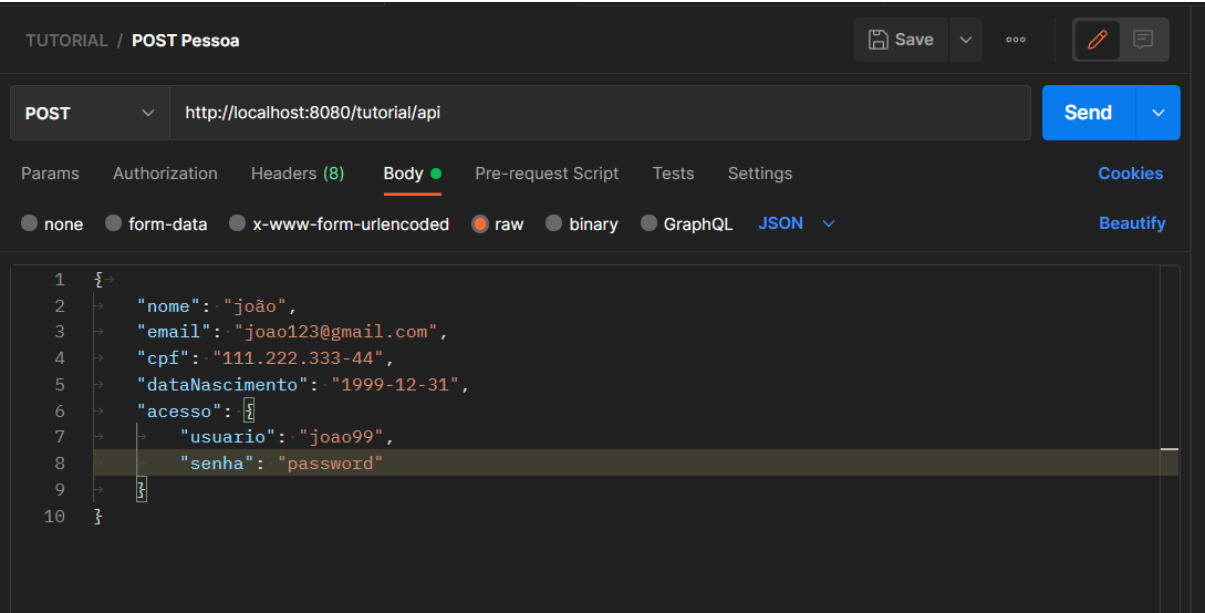 TUTORIAL / POST Pessoa Save
POST http://localhost:8080/tutorial/api Send
Params Authorization Headers (8) Body Pre-request Script Tests Settings Cookies
none form-data x-www-form-urlencoded raw binary GraphQL JSON Beautify
1 {
2 "nome": "joão",
3 "email": "joao123@gmail.com",
4 "cpf": "111.222.333-44",
5 "dataNascimento": "1999-12-31",
6 "acesso": {
7 "usuario": "joao99",
8 "senha": "password"
9 }
10 }